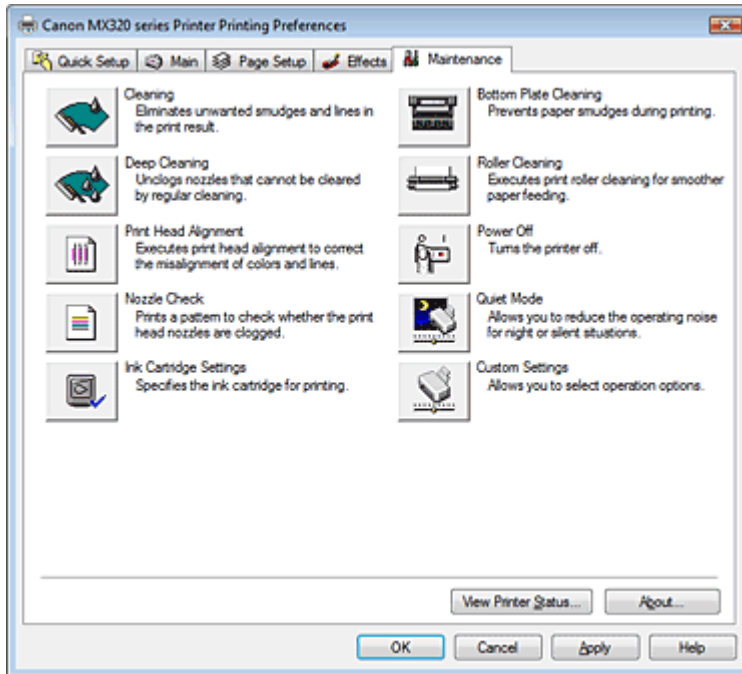 Canon MX320 series Printer Printing Preferences
Quick Setup Main Page Setup Effects Maintenance
Cleaning
Eliminates unwanted smudges and lines in
the print result.
Deep Cleaning
Unclogs nozzles that cannot be cleared
by regular cleaning.
Print Head Alignment
Executes print head alignment to correct
the misalignment of colors and lines.
Nozzle Check
Prints a pattern to check whether the print
head nozzles are clogged.
Ink Cartridge Settings
Specifies the ink cartridge for printing.
Bottom Plate Cleaning
Prevents paper smudges during printing.
Roller Cleaning
Executes print roller cleaning for smoother
paper feeding.
Power Off
Turns the printer off.
Quiet Mode
Allows you to reduce the operating noise
for night or silent situations.
Custom Settings
Allows you to select operation options.
View Printer Status... About...
OK Cancel Apply Help